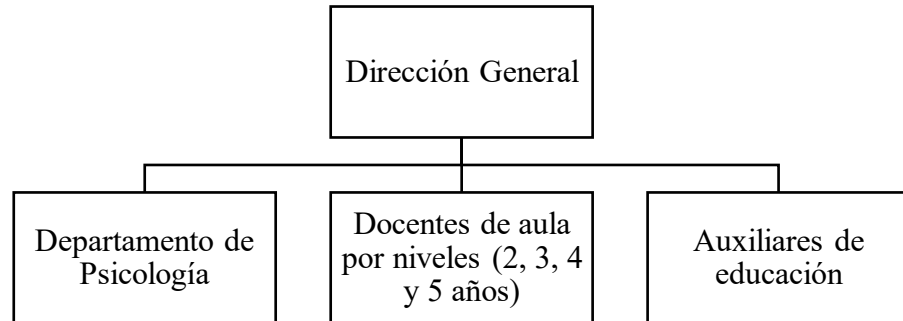 Dirección General
Departamento de
Psicología
Docentes de aula
por niveles (2, 3, 4
y 5 años)
Auxiliares de
educación